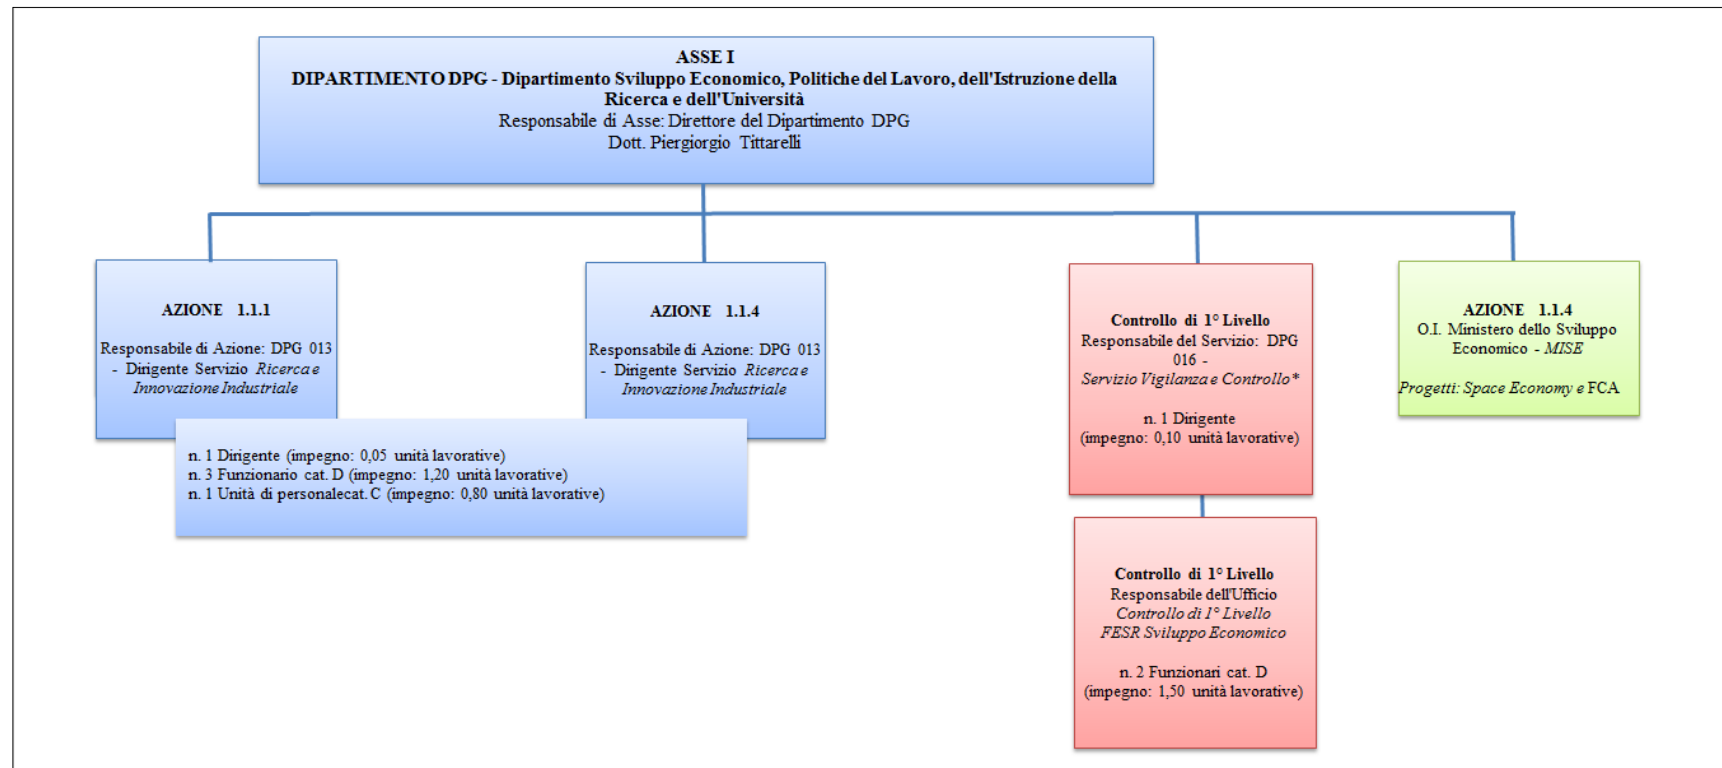 ASSE I
DIPARTIMENTO DPG - Dipartimento Sviluppo Economico, Politiche del Lavoro, dell'Istruzione della
Ricerca e dell'Università
Responsabile di Asse: Direttore del Dipartimento DPG
Dott. Piergiorgio Tittarelli
AZIONE 1.1.1
Responsabile di Azione: DPG 013
- Dirigente Servizio Ricerca e
Innovazione Industriale
AZIONE 1.1.4
Responsabile di Azione: DPG 013
- Dirigente Servizio Ricerca e
Innovazione Industriale
n. 1 Dirigente (impegno: 0,05 unità lavorative)
n. 3 Funzionario cat. D (impegno: 1,20 unità lavorative)
n. 1 Unità di personalecat. C (impegno: 0,80 unità lavorative)
Controllo di 1° Livello
Responsabile del Servizio: DPG
016 -
Servizio Vigilanza e Controllo*
n. 1 Dirigente
(impegno: 0,10 unità lavorative)
Controllo di 1° Livello
Responsabile dell'Ufficio
Controllo di 1° Livello
FESR Sviluppo Economico
n. 2 Funzionari cat. D
(impegno: 1,50 unità lavorative)
AZIONE 1.1.4
O.I. Ministero dello Sviluppo
Economico - MISE
Progetti: Space Economy e FCA